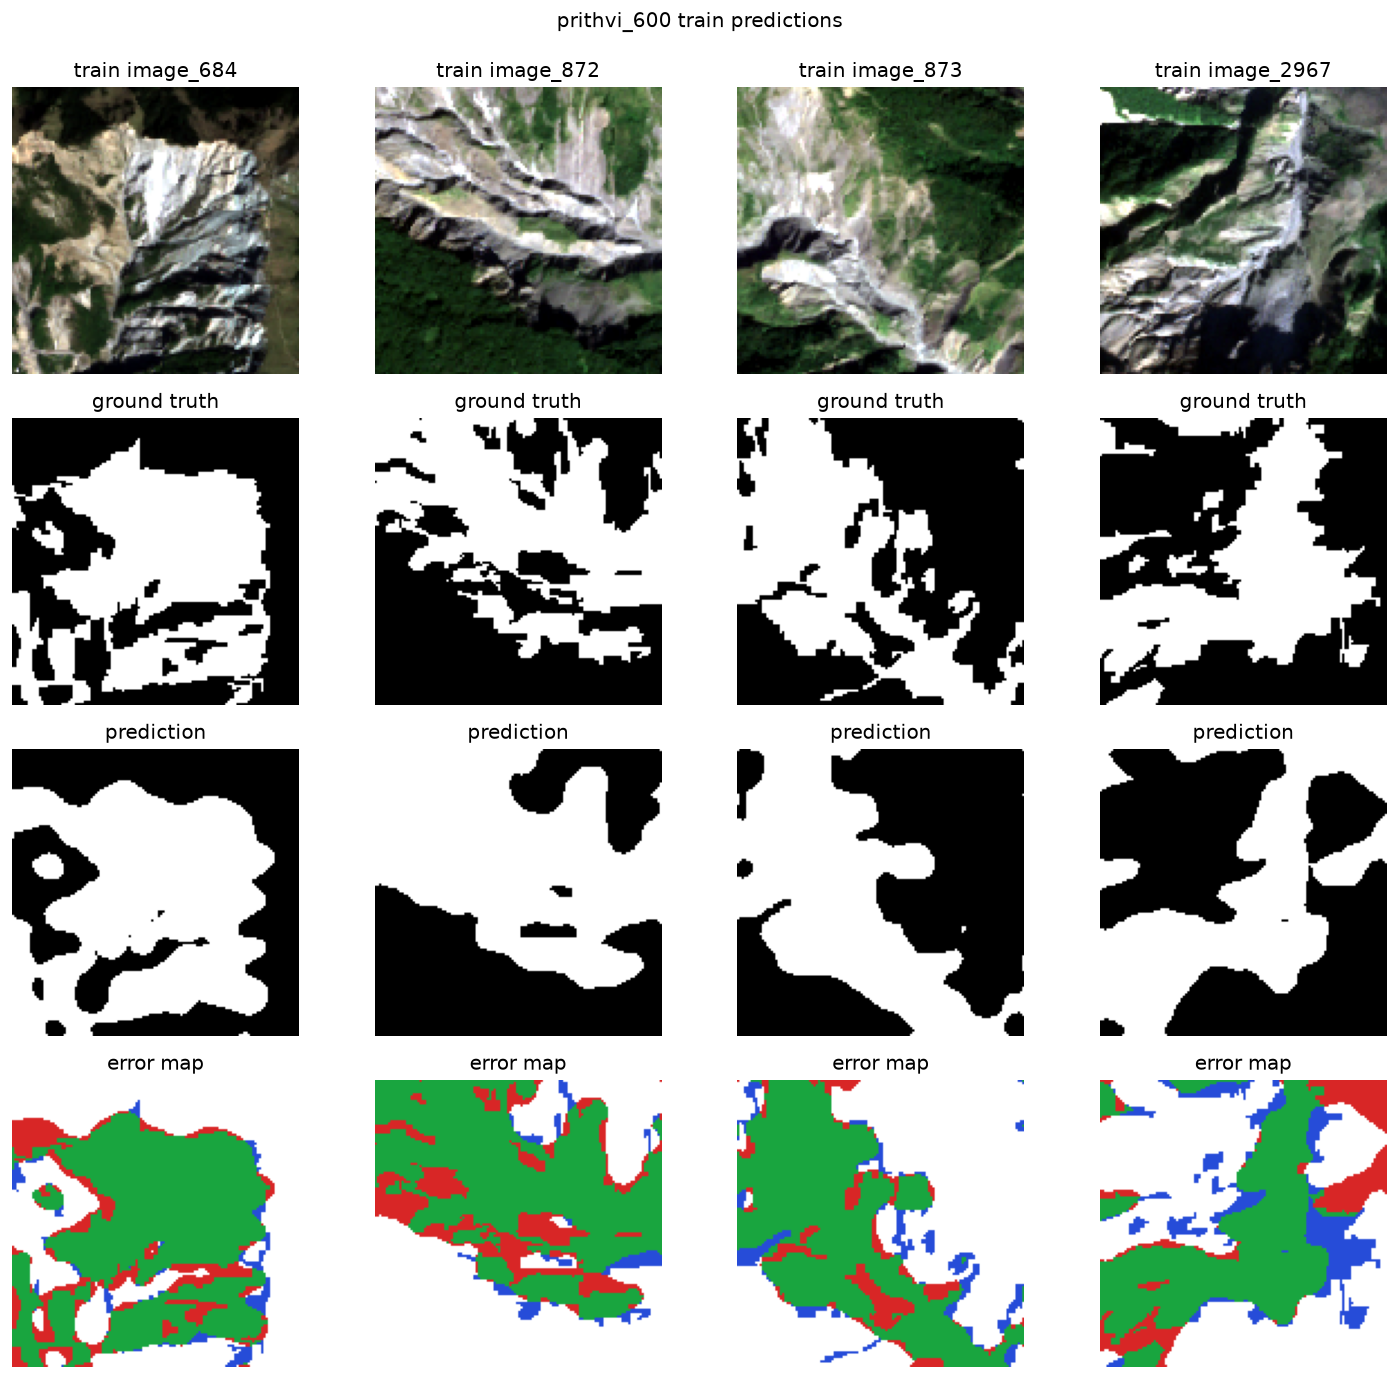 prithvi_600 train predictions
train image_684
train image_872
train image_873
train image_2967
ground truth
ground truth
ground truth
ground truth
prediction
prediction
prediction
prediction
error map
error map
error map
error map